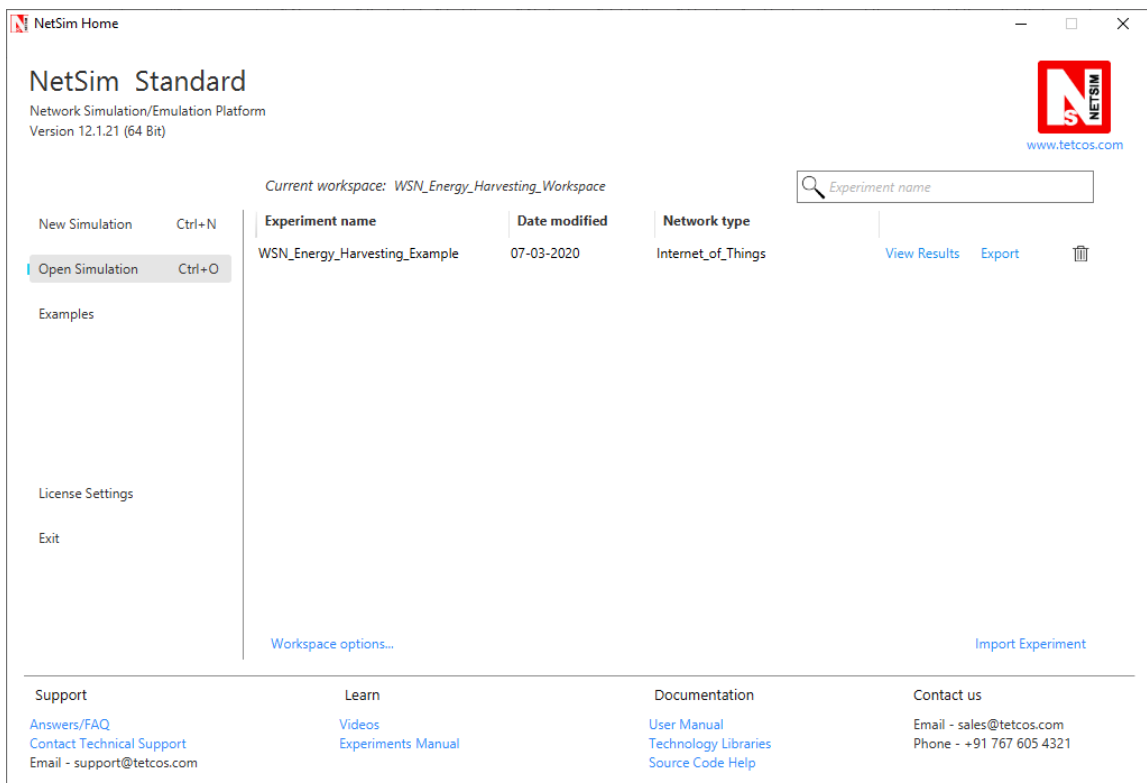 NetSim Home
NetSim Standard
Network Simulation/Emulation Platform
Version 12.1.21 (64 Bit)
NETSIM
NS
www.tetcos.com
Current workspace: WSN_Energy_Harvesting_Workspace
Experiment name
New Simulation Ctrl+N
Open Simulation Ctrl+O
Examples
License Settings
Exit
Experiment name Date modified Network type
WSN_Energy_Harvesting_Example 07-03-2020 Internet_of_Things View Results Export
Workspace options...
Import Experiment
Support
Answers/FAQ
Contact Technical Support
Email - support@tetcos.com
Learn
Videos
Experiments Manual
Documentation
User Manual
Technology Libraries
Source Code Help
Contact us
Email - sales@tetcos.com
Phone - +91 767 605 4321